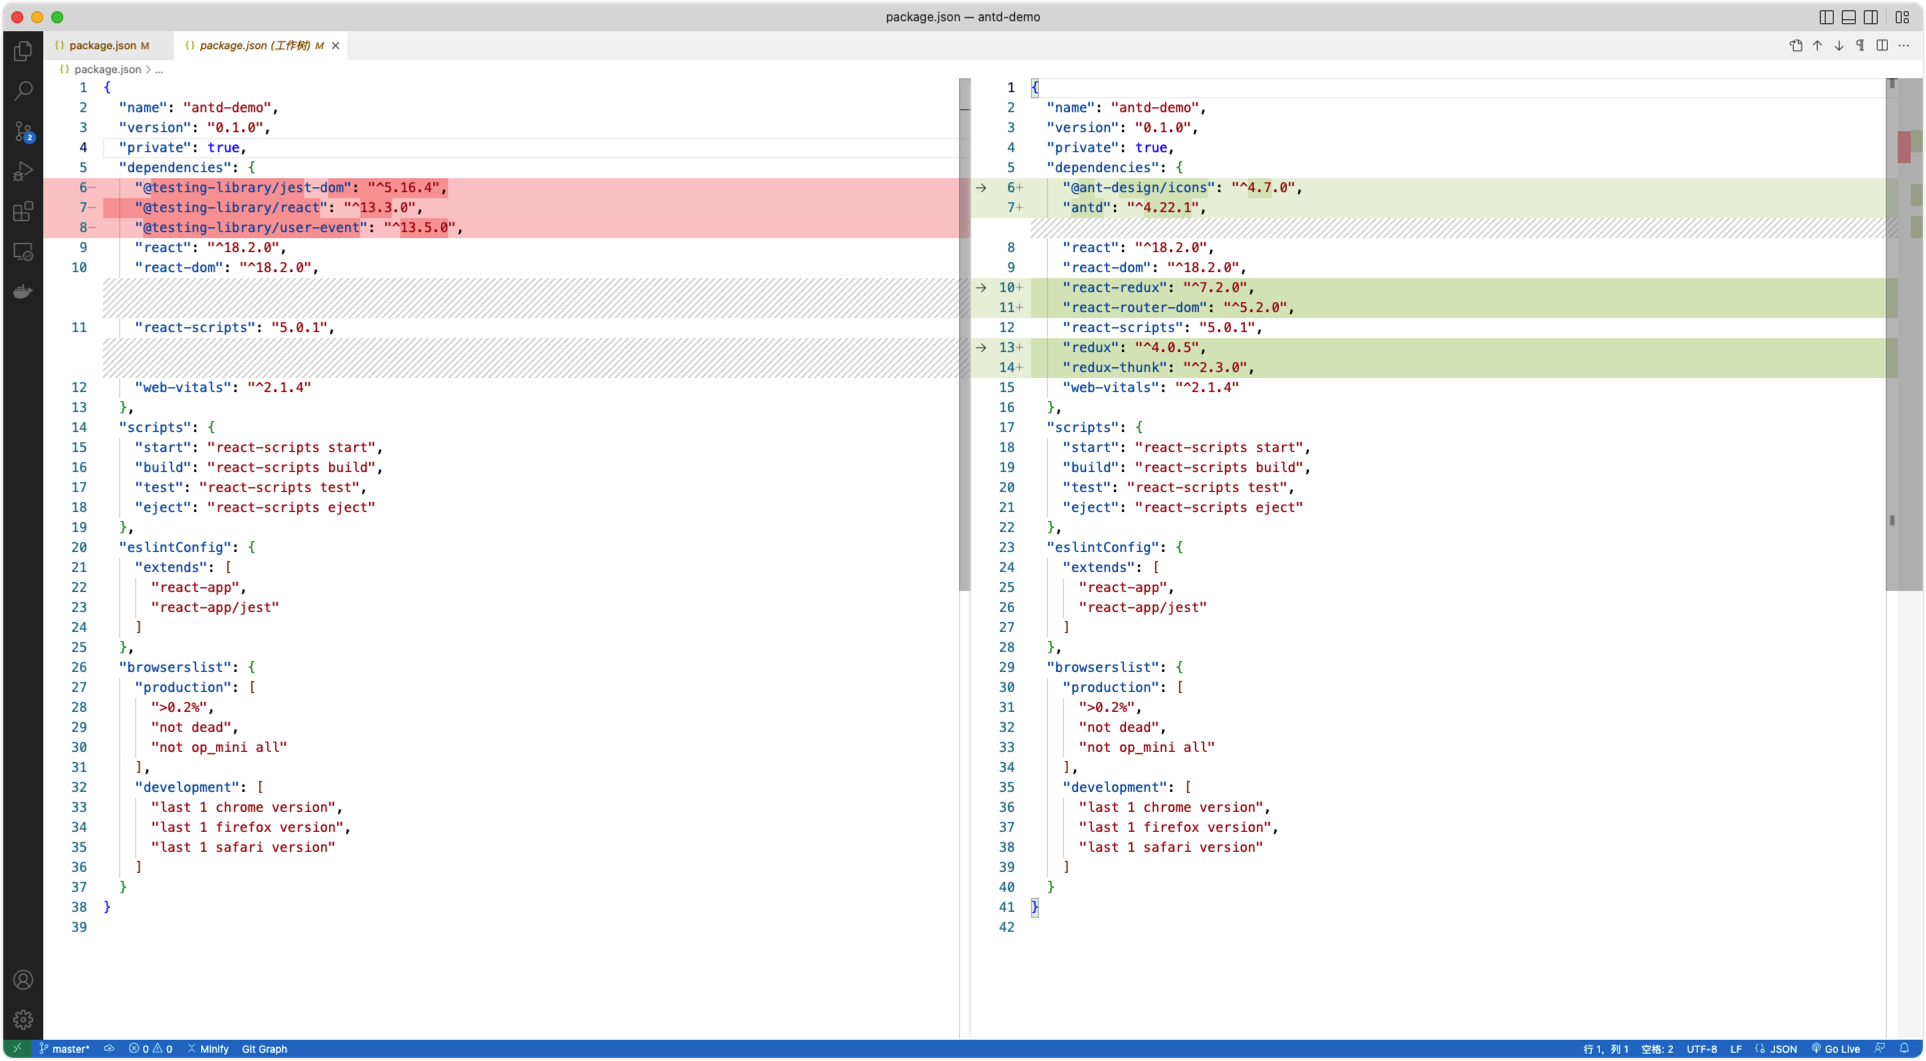 package.json — antd-demo
package.json M
package.json (工作树) M
package.json > ...
1 {
2 "name": "antd-demo",
3 "version": "0.1.0",
4 "private": true,
5 "dependencies": {
6- "@testing-library/jest-dom": "^5.16.4",
7- "@testing-library/react": "^13.3.0",
8- "@testing-library/user-event": "^13.5.0",
9 "react": "^18.2.0",
10 "react-dom": "^18.2.0",
11 "react-scripts": "5.0.1",
12 "web-vitals": "^2.1.4"
13 },
14 "scripts": {
15 "start": "react-scripts start",
16 "build": "react-scripts build",
17 "test": "react-scripts test",
18 "eject": "react-scripts eject"
19 },
20 "eslintConfig": {
21 "extends": [
22 "react-app",
23 "react-app/jest"
24 ]
25 },
26 "browserslist": {
27 "production": [
28 ">0.2%",
29 "not dead",
30 "not op_mini all"
31 ],
32 "development": [
33 "last 1 chrome version",
34 "last 1 firefox version",
35 "last 1 safari version"
36 ]
37 }
38 }
39
1 {
2 "name": "antd-demo",
3 "version": "0.1.0",
4 "private": true,
5 "dependencies": {
6+ "@ant-design/icons": "^4.7.0",
7+ "antd": "^4.22.1",
8 "react": "^18.2.0",
9 "react-dom": "^18.2.0",
10+ "react-redux": "^7.2.0",
11+ "react-router-dom": "^5.2.0",
12 "react-scripts": "5.0.1",
13+ "redux": "^4.0.5",
14+ "redux-thunk": "^2.3.0",
15 "web-vitals": "^2.1.4"
16 },
17 "scripts": {
18 "start": "react-scripts start",
19 "build": "react-scripts build",
20 "test": "react-scripts test",
21 "eject": "react-scripts eject"
22 },
23 "eslintConfig": {
24 "extends": [
25 "react-app",
26 "react-app/jest"
27 ]
28 },
29 "browserslist": {
30 "production": [
31 ">0.2%",
32 "not dead",
33 "not op_mini all"
34 ],
35 "development": [
36 "last 1 chrome version",
37 "last 1 firefox version",
38 "last 1 safari version"
39 ]
40 }
41 }
42
2
master* 0 0 Minify Git Graph
行 1, 列 1 空格: 2 UTF-8 LF JSON Go Live